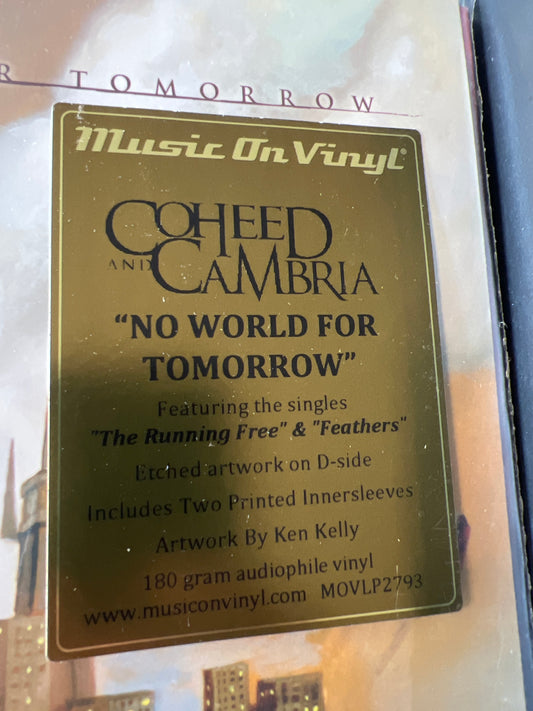 R TOMORROW
Music On Vinyl®
COHEED
AND CAMBRIA
“NO WORLD FOR
TOMORROW”
Featuring the singles
"The Running Free" & "Feathers"
Etched artwork on D-side
Includes Two Printed Innersleeves
Artwork By Ken Kelly
180 gram audiophile vinyl
www.musiconvinyl.com MOVLP2793